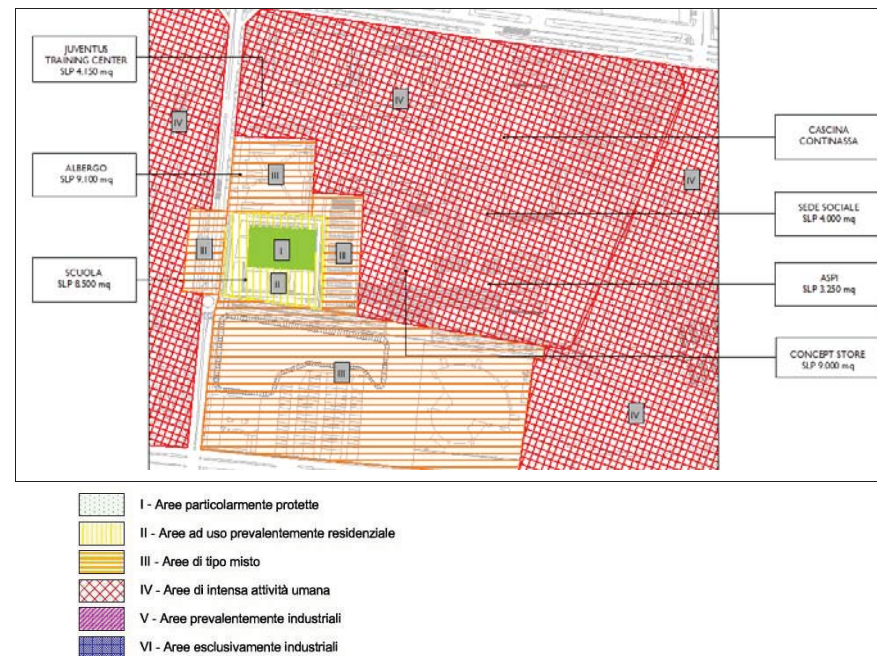 JUVENTUS
TRAINING CENTER
SLP 4.150 mq
ALBERGO
SLP 9.100 mq
SCUOLA
SLP 8.500 mq
CASCINA
CONTINASSA
SEDE SOCIALE
SLP 4.000 mq
ASPI
SLP 3.250 mq
CONCEPT STORE
SLP 9.000 mq
IV
IV
IV
III
III
I
III
II
III
IV
I - Aree particolarmente protette
II - Aree ad uso prevalentemente residenziale
III - Aree di tipo misto
IV - Aree di intensa attività umana
V - Aree prevalentemente industriali
VI - Aree esclusivamente industriali